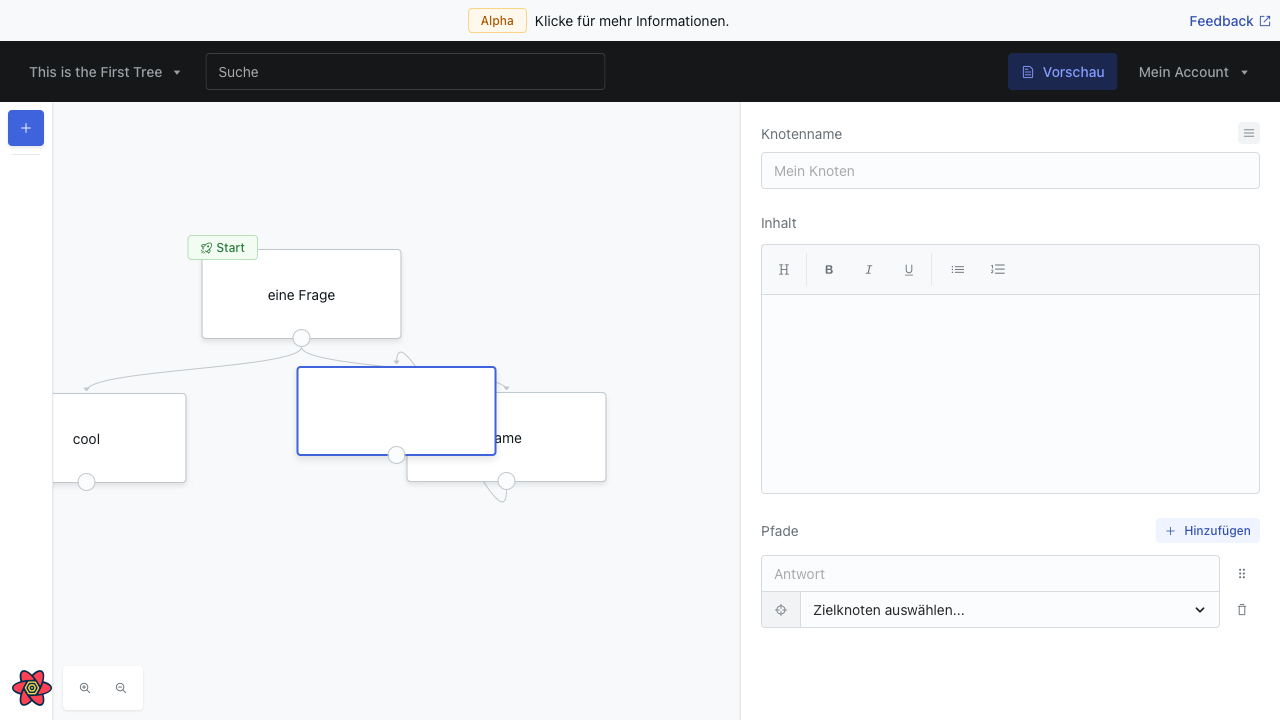 Alpha Klicke für mehr Informationen. Feedback
This is the First Tree Suche Vorschau Mein Account
Knotenname
Mein Knoten
Inhalt
Start
eine Frage
H B I U
cool
ame
Pfade Hinzufügen
Antwort
Zielknoten auswählen...